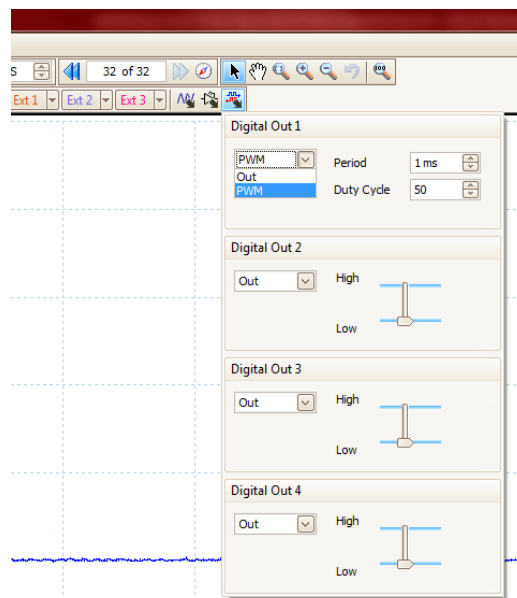 S 32 of 32
Ext 1 Ext 2 Ext 3
Digital Out 1
PWM Period 1 ms
Out
PWM Duty Cycle 50
Digital Out 2
Out High
Low
Digital Out 3
Out High
Low
Digital Out 4
Out High
Low